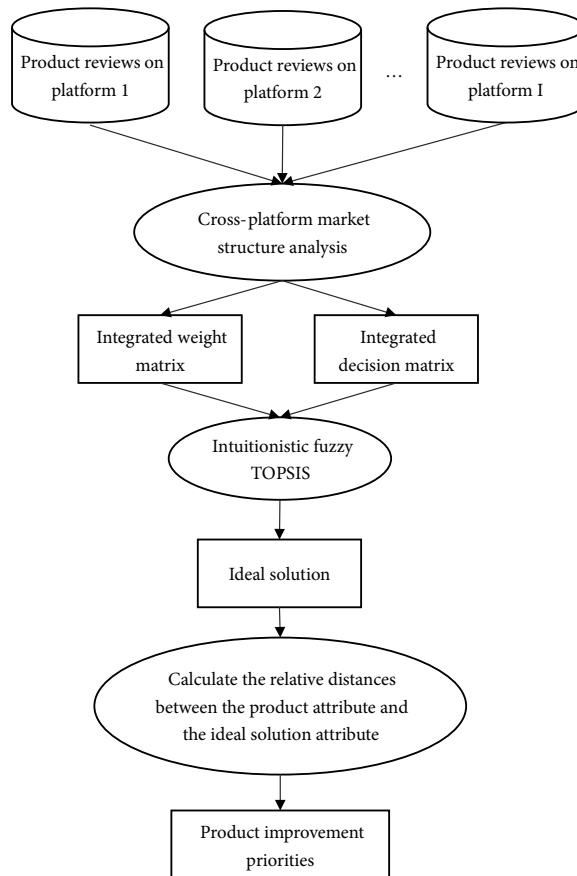 Product reviews on
platform 1
Product reviews on
platform 2
...
Product reviews on
platform I
Cross-platform market
structure analysis
Integrated weight
matrix
Integrated
decision matrix
Intuitionistic fuzzy
TOPSIS
Ideal solution
Calculate the relative distances
between the product attribute and
the ideal solution attribute
Product improvement
priorities